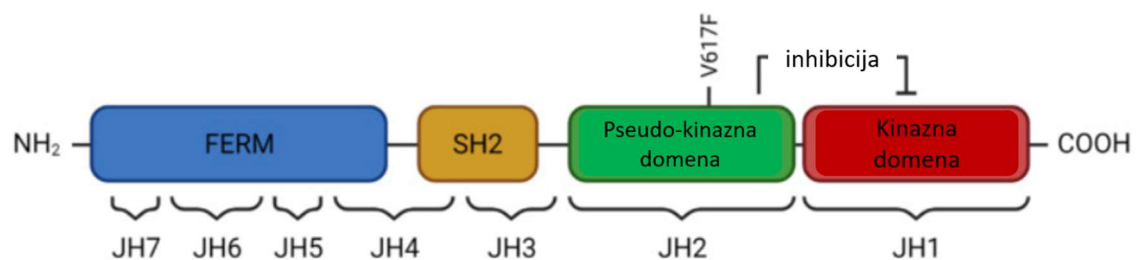 V617F
inhibicija
NH₂
FERM
SH2
Pseudo-kinazna
domena
Kinazna
domena
COOH
JH7
JH6
JH5
JH4
JH3
JH2
JH1